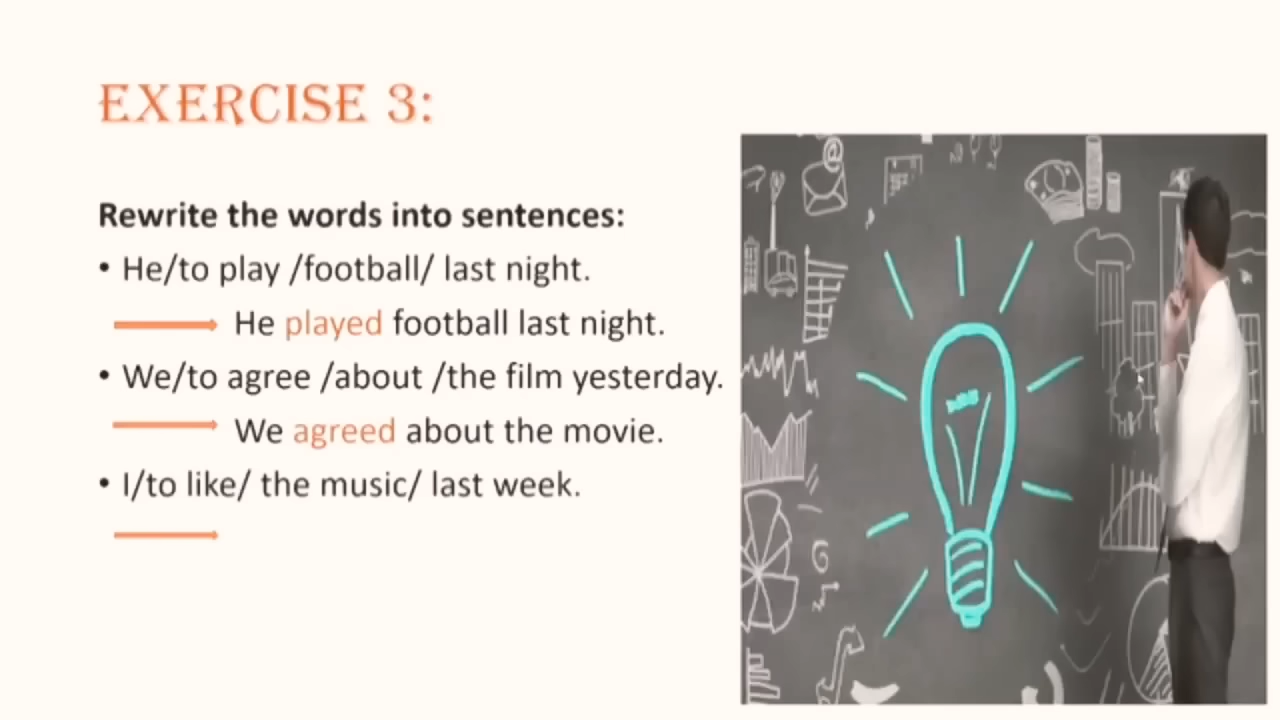 EXERCISE 3:
Rewrite the words into sentences:
• He/to play /football/ last night.
He played football last night.
• We/to agree /about /the film yesterday.
We agreed about the movie.
• I/to like/ the music/ last week.